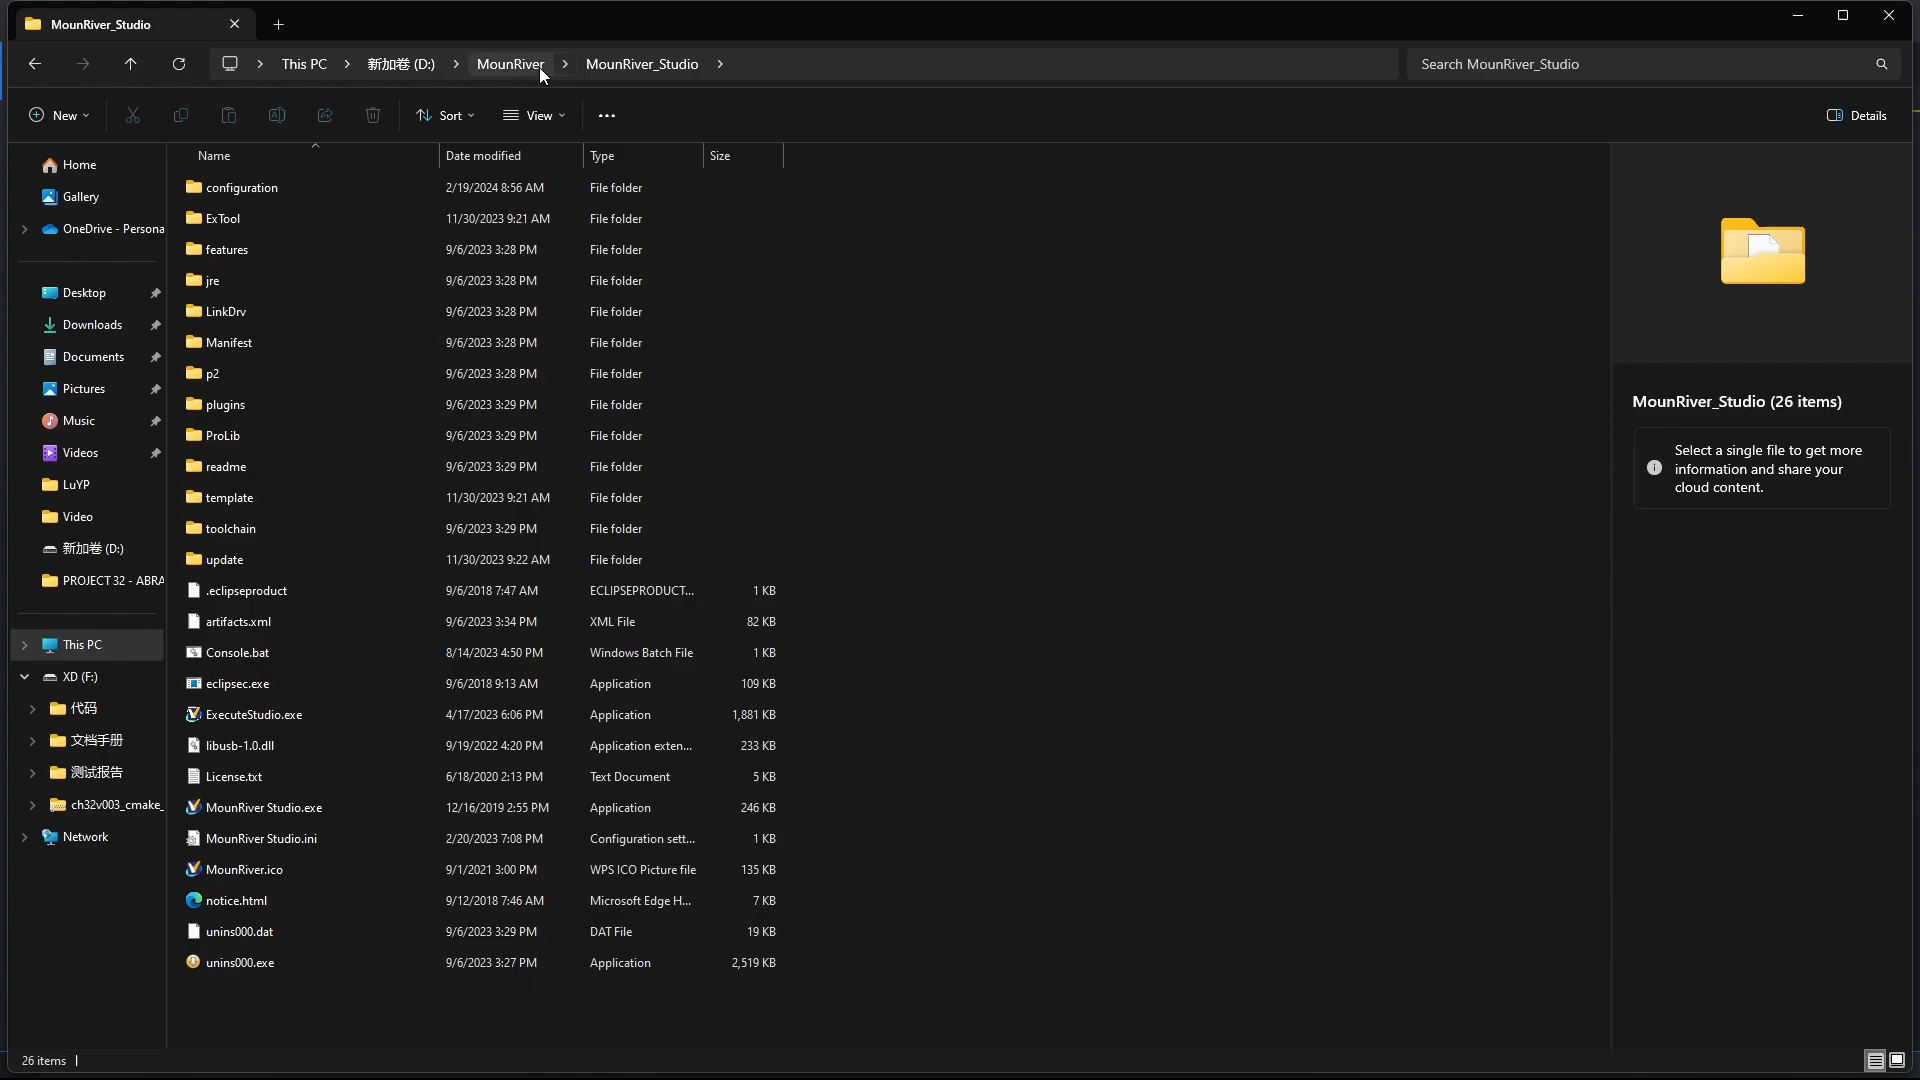 MounRiver_Studio
This PC 新加卷 (D:) MounRiver MounRiver_Studio
Search MounRiver_Studio
New Sort View Details
Home
Gallery
OneDrive - Persona
Desktop
Downloads
Documents
Pictures
Music
Videos
LuYP
Video
新加卷 (D:)
PROJECT 32 - ABRA
This PC
XD (F:)
代码
文档手册
测试报告
ch32v003_cmake_
Network
Name Date modified Type Size
configuration 2/19/2024 8:56 AM File folder
ExTool 11/30/2023 9:21 AM File folder
features 9/6/2023 3:28 PM File folder
jre 9/6/2023 3:28 PM File folder
LinkDrv 9/6/2023 3:28 PM File folder
Manifest 9/6/2023 3:28 PM File folder
p2 9/6/2023 3:28 PM File folder
plugins 9/6/2023 3:29 PM File folder
ProLib 9/6/2023 3:29 PM File folder
readme 9/6/2023 3:29 PM File folder
template 11/30/2023 9:21 AM File folder
toolchain 9/6/2023 3:29 PM File folder
update 11/30/2023 9:22 AM File folder
.eclipseproduct 9/6/2018 7:47 AM ECLIPSEPRODUCT... 1 KB
artifacts.xml 9/6/2023 3:34 PM XML File 82 KB
Console.bat 8/14/2023 4:50 PM Windows Batch File 1 KB
eclipsec.exe 9/6/2018 9:13 AM Application 109 KB
ExecuteStudio.exe 4/17/2023 6:06 PM Application 1,881 KB
libusb-1.0.dll 9/19/2022 4:20 PM Application exten... 233 KB
License.txt 6/18/2020 2:13 PM Text Document 5 KB
MounRiver Studio.exe 12/16/2019 2:55 PM Application 246 KB
MounRiver Studio.ini 2/20/2023 7:08 PM Configuration sett... 1 KB
MounRiver.ico 9/1/2021 3:00 PM WPS ICO Picture file 135 KB
notice.html 9/12/2018 7:46 AM Microsoft Edge H... 7 KB
unins000.dat 9/6/2023 3:29 PM DAT File 19 KB
unins000.exe 9/6/2023 3:27 PM Application 2,519 KB
MounRiver_Studio (26 items)
Select a single file to get more
information and share your
cloud content.
26 items